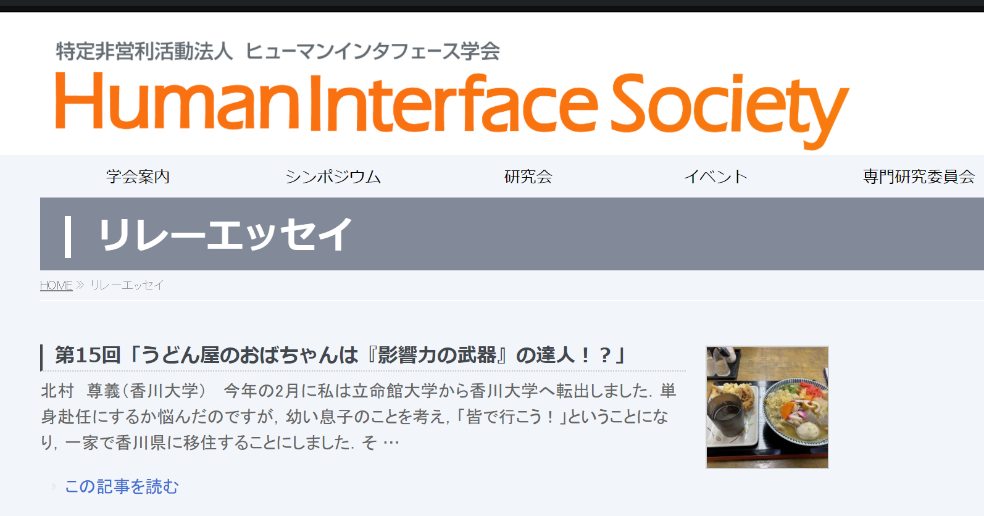 特定非営利活動法人 ヒューマンインタフェース学会
Human Interface Society
学会案内 シンポジウム 研究会 イベント 専門研究委員会
リレーエッセイ
HOME » リレーエッセイ
第15回「うどん屋のおばちゃんは『影響力の武器』の達人！？」
北村 尊義（香川大学） 今年の2月に私は立命館大学から香川大学へ転出しました．単
身赴任にするか悩んだのですが，幼い息子のことを考え，「皆で行こう！」ということにな
り，一家で香川県に移住することにしました．そ …
この記事を読む